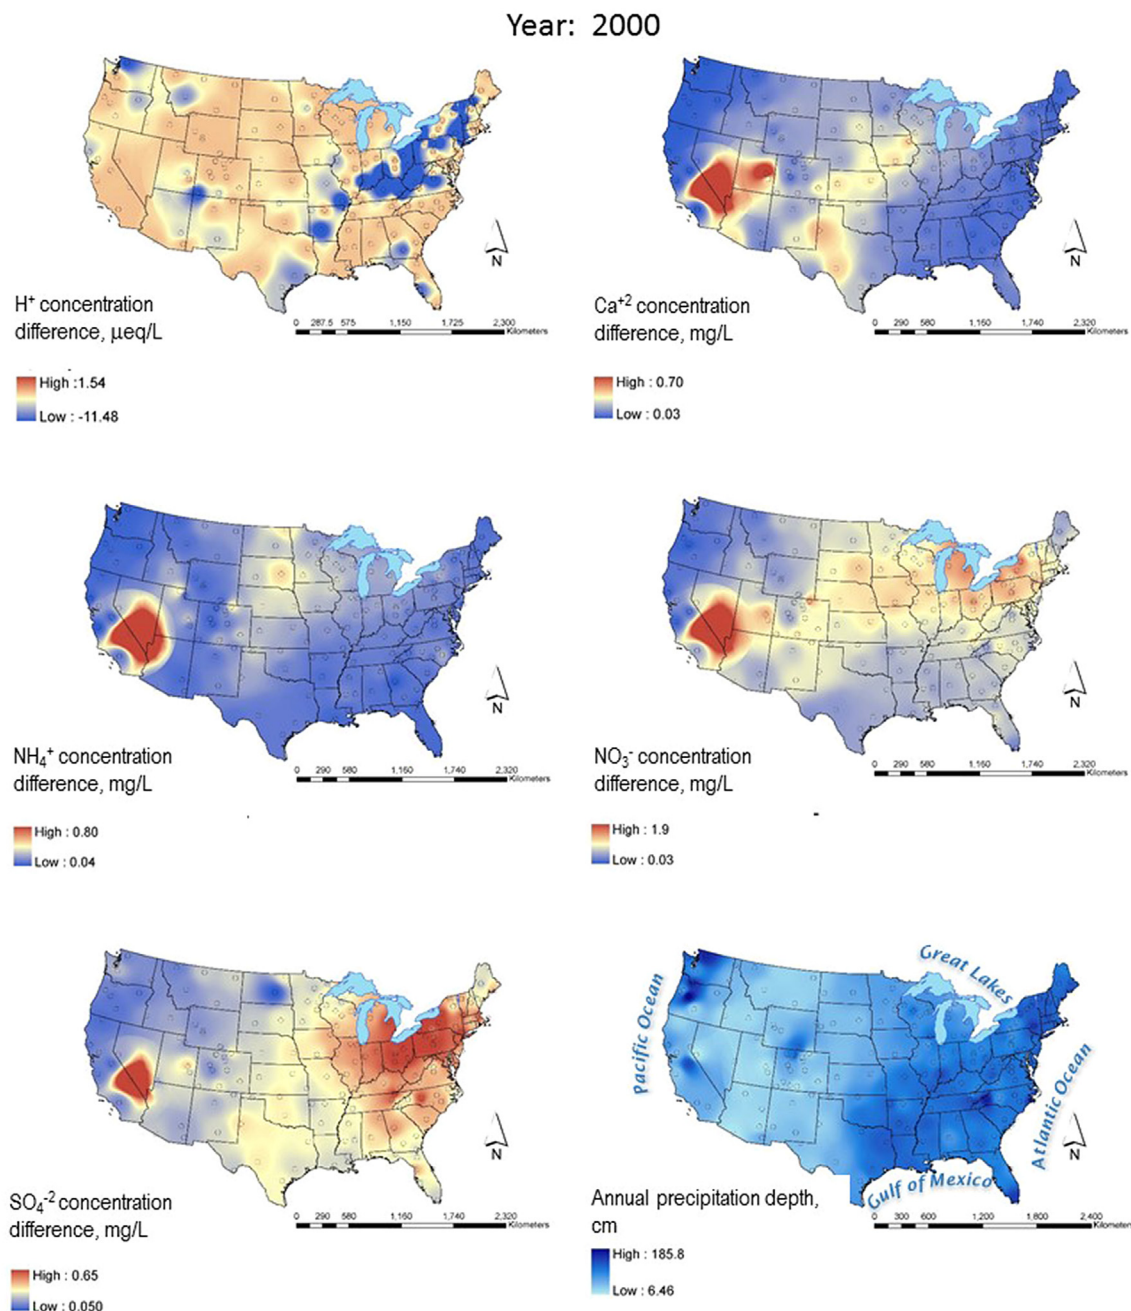 Year: 2000
N
H+ concentration
difference, µeq/L
0 287.5 575 1,150 1,725 2,300
Kilometers
High :1.54
Low : -11.48
N
Ca+2 concentration
difference, mg/L
0 290 580 1,160 1,740 2,320
Kilometers
High : 0.70
Low : 0.03
N
NH4+ concentration
difference, mg/L
0 290 580 1,160 1,740 2,320
Kilometers
High : 0.80
Low : 0.04
N
NO3- concentration
difference, mg/L
0 290 580 1,160 1,740 2,320
Kilometers
High : 1.9
Low : 0.03
N
SO4-2 concentration
difference, mg/L
0 290 580 1,160 1,740 2,320
Kilometers
High : 0.65
Low : 0.050
Great Lakes
Pacific Ocean
Atlantic Ocean
N
Gulf of Mexico
Annual precipitation depth,
cm
0 300 600 1,200 1,800 2,400
Kilometers
High : 185.8
Low : 6.46